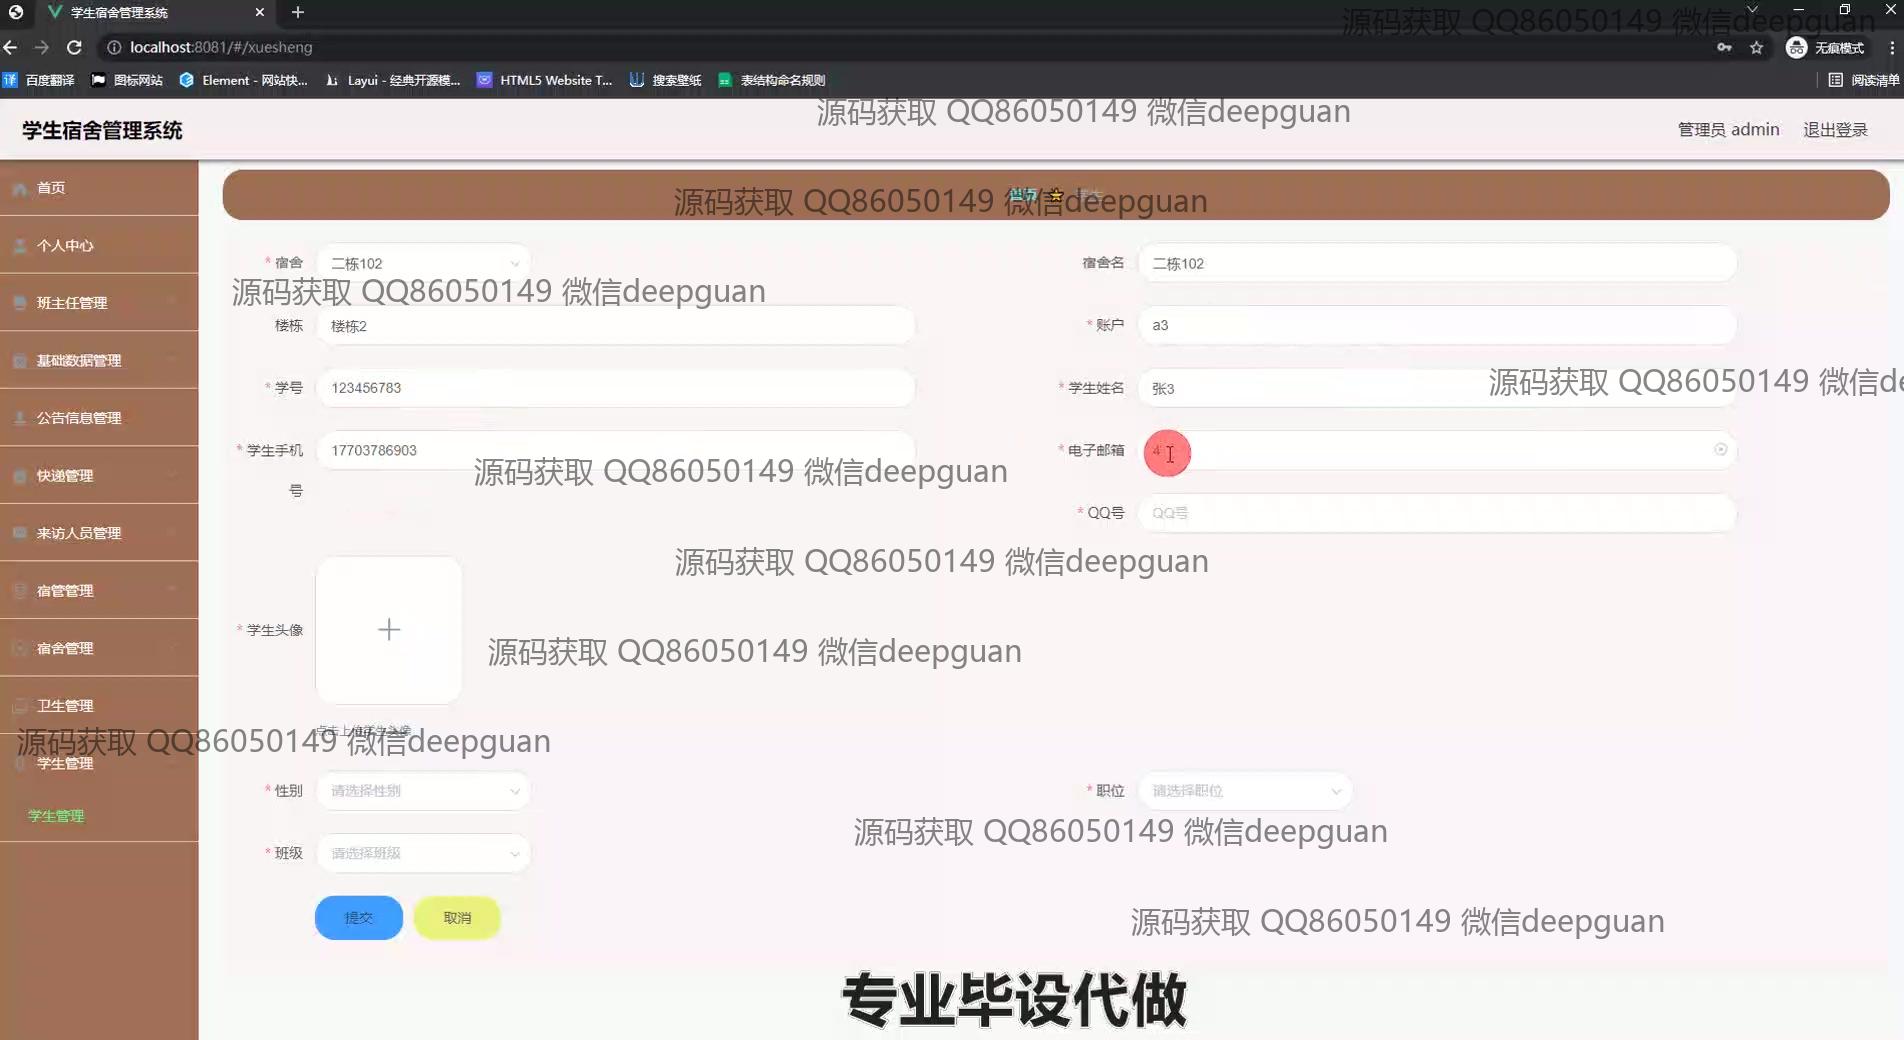 学生宿舍管理系统
源码获取 QQ86050149 微信deepguan
localhost:8081/#/xuesheng
无痕模式
百度翻译 图标网站 Element - 网站快... Layui - 经典开源模... HTML5 Website T... 搜索壁纸 表结构命名规则 阅读清单
源码获取 QQ86050149 微信deepguan
学生宿舍管理系统
管理员 admin 退出登录
首页
源码获取 QQ86050149 微信deepguan
个人中心
* 宿舍 二栋102
宿舍名 二栋102
源码获取 QQ86050149 微信deepguan
班主任管理
楼栋 楼栋2
* 账户 a3
基础数据管理
* 学号 123456783
* 学生姓名 张3
源码获取 QQ86050149 微信de
公告信息管理
* 学生手机号 17703786903
* 电子邮箱 4
源码获取 QQ86050149 微信deepguan
快递管理
* QQ号 QQ号
来访人员管理
源码获取 QQ86050149 微信deepguan
宿管管理
* 学生头像
宿舍管理
源码获取 QQ86050149 微信deepguan
卫生管理
点击上传学生头像
源码获取 QQ86050149 微信deepguan
学生管理
* 性别 请选择性别
* 职位 请选择职位
学生管理
源码获取 QQ86050149 微信deepguan
* 班级 请选择班级
提交 取消
源码获取 QQ86050149 微信deepguan
专业毕设代做